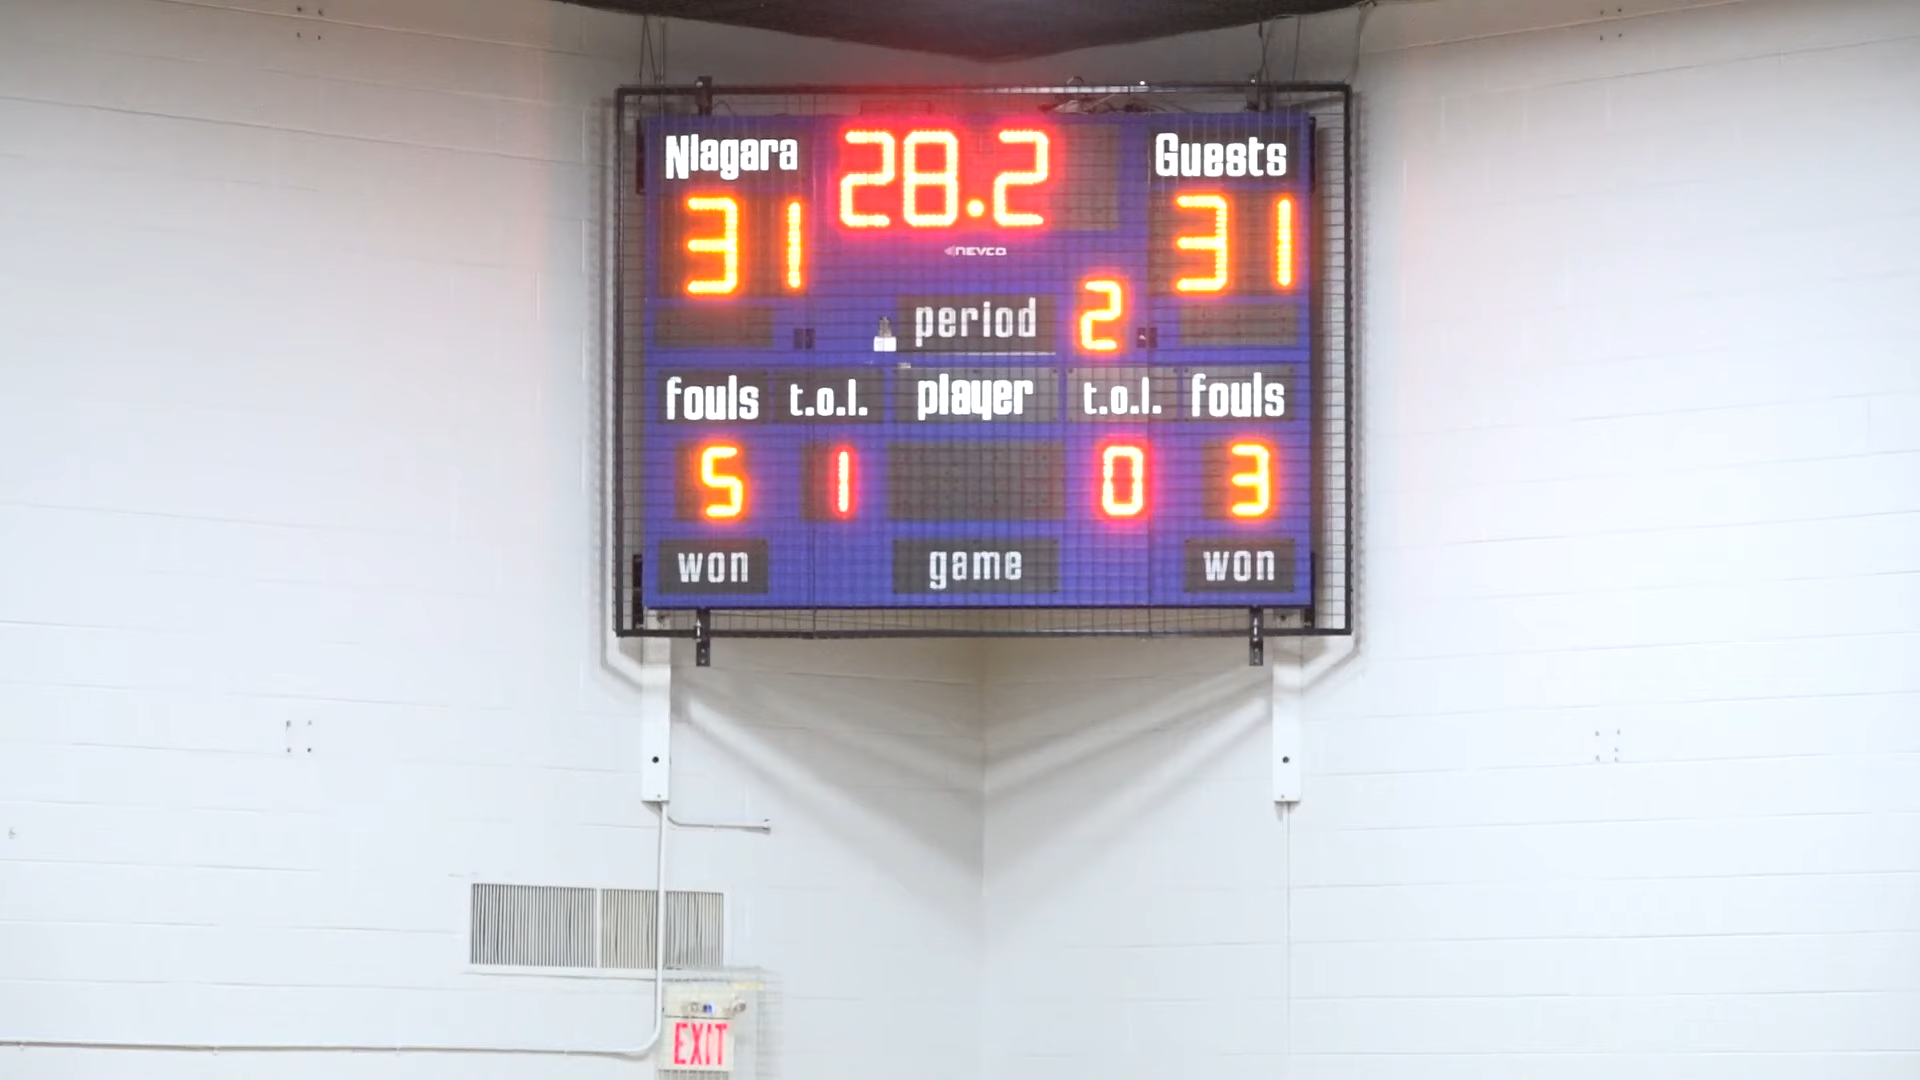 NIagara 28.2 Guests
31 31
NEVCO
period 2
fouls t.o.l. player t.o.l. fouls
5 1 0 3
won game won
EXIT